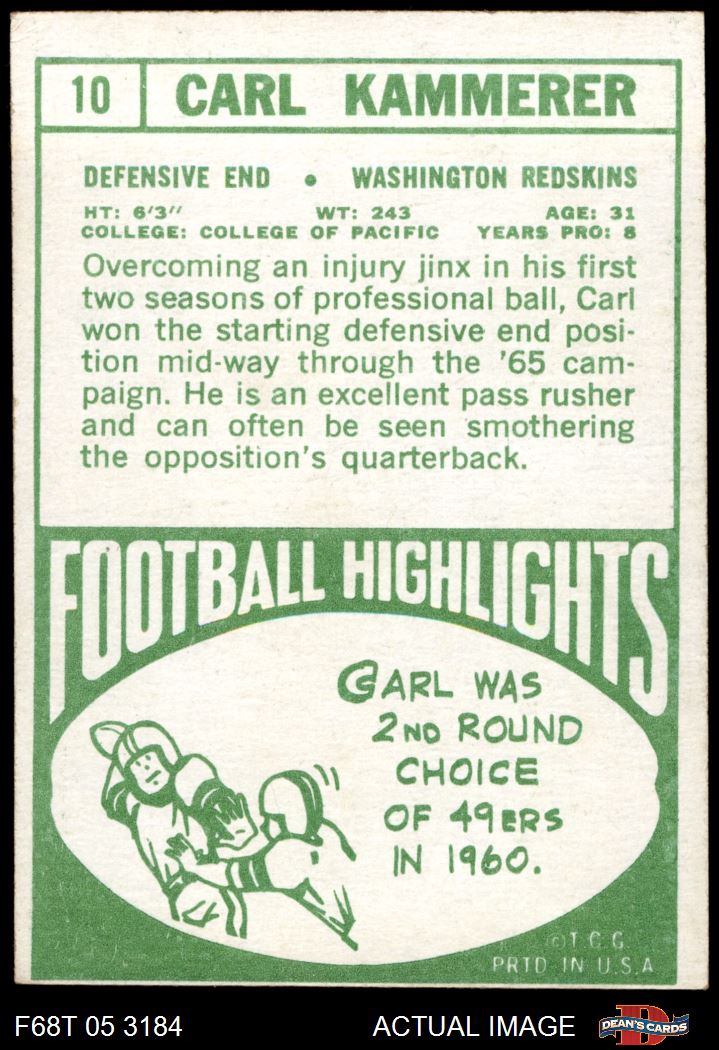 10 CARL KAMMERER
DEFENSIVE END • WASHINGTON REDSKINS
HT: 6'3" WT: 243 AGE: 31
COLLEGE: COLLEGE OF PACIFIC YEARS PRO: 8
Overcoming an injury jinx in his first
two seasons of professional ball, Carl
won the starting defensive end posi-
tion mid-way through the '65 cam-
paign. He is an excellent pass rusher
and can often be seen smothering
the opposition's quarterback.
FOOTBALL HIGHLIGHTS
CARL WAS
2ND ROUND
CHOICE
OF 49ERS
IN 1960.
© T.C.G.
PRTD IN U.S.A
F68T 05 3184 ACTUAL IMAGE D DEAN'S CARDS